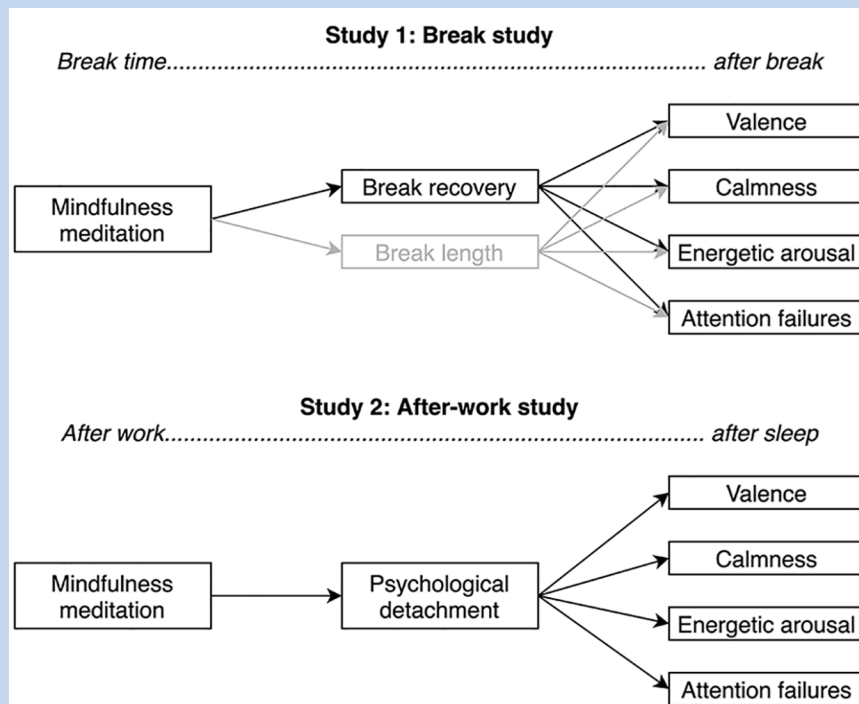 Study 1: Break study
Break time............................................................................................ after break
Valence
Mindfulness
meditation
Break recovery
Calmness
Break length
Energetic arousal
Attention failures
Study 2: After-work study
After work............................................................................................ after sleep
Valence
Mindfulness
meditation
Psychological
detachment
Calmness
Energetic arousal
Attention failures